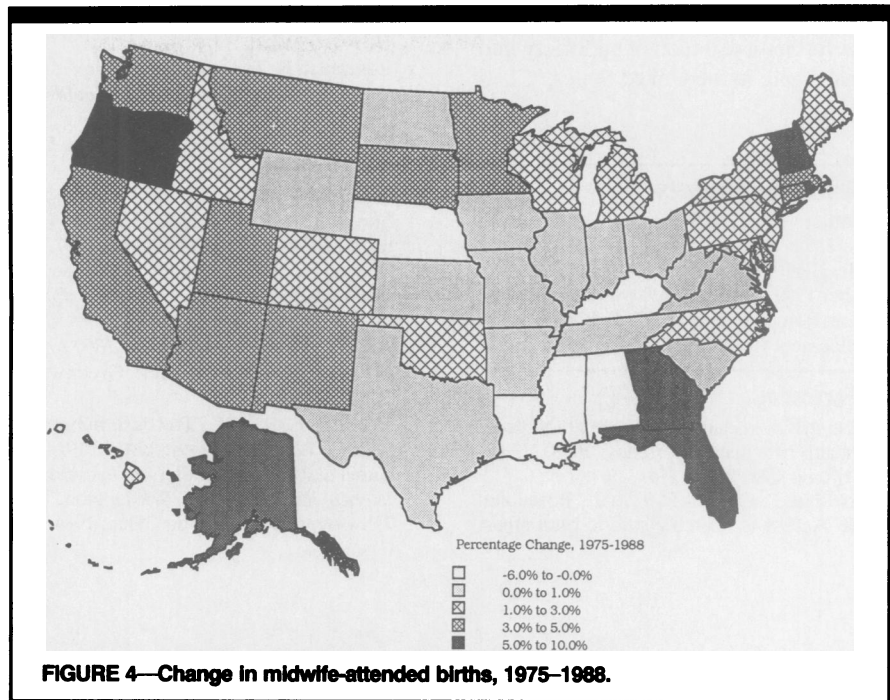 Percentage Change, 1975-1988
-6.0% to -0.0%
0.0% to 1.0%
1.0% to 3.0%
3.0% to 5.0%
5.0% to 10.0%
FIGURE 4—Change in midwife-attended births, 1975–1988.